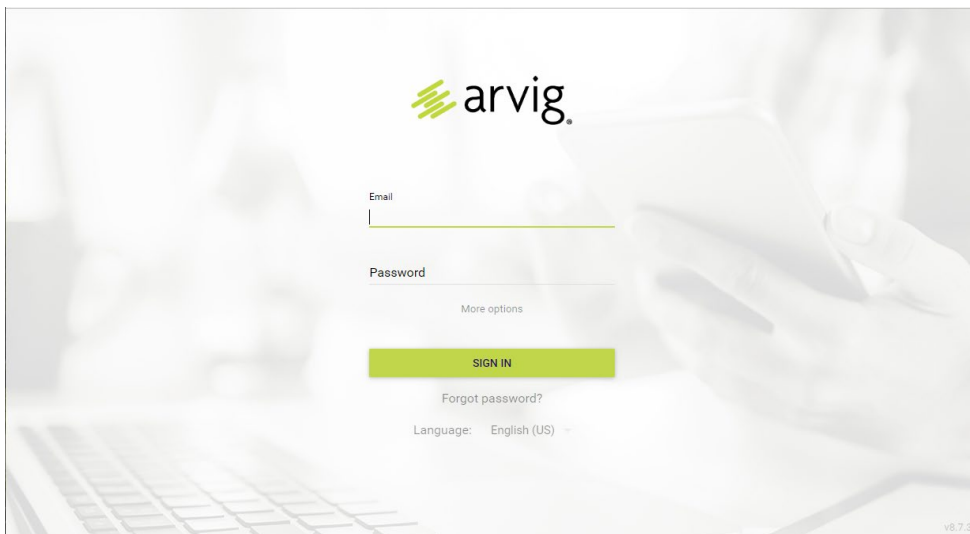 arvig®
Email
Password
More options
SIGN IN
Forgot password?
Language: English (US)
v8.7.3